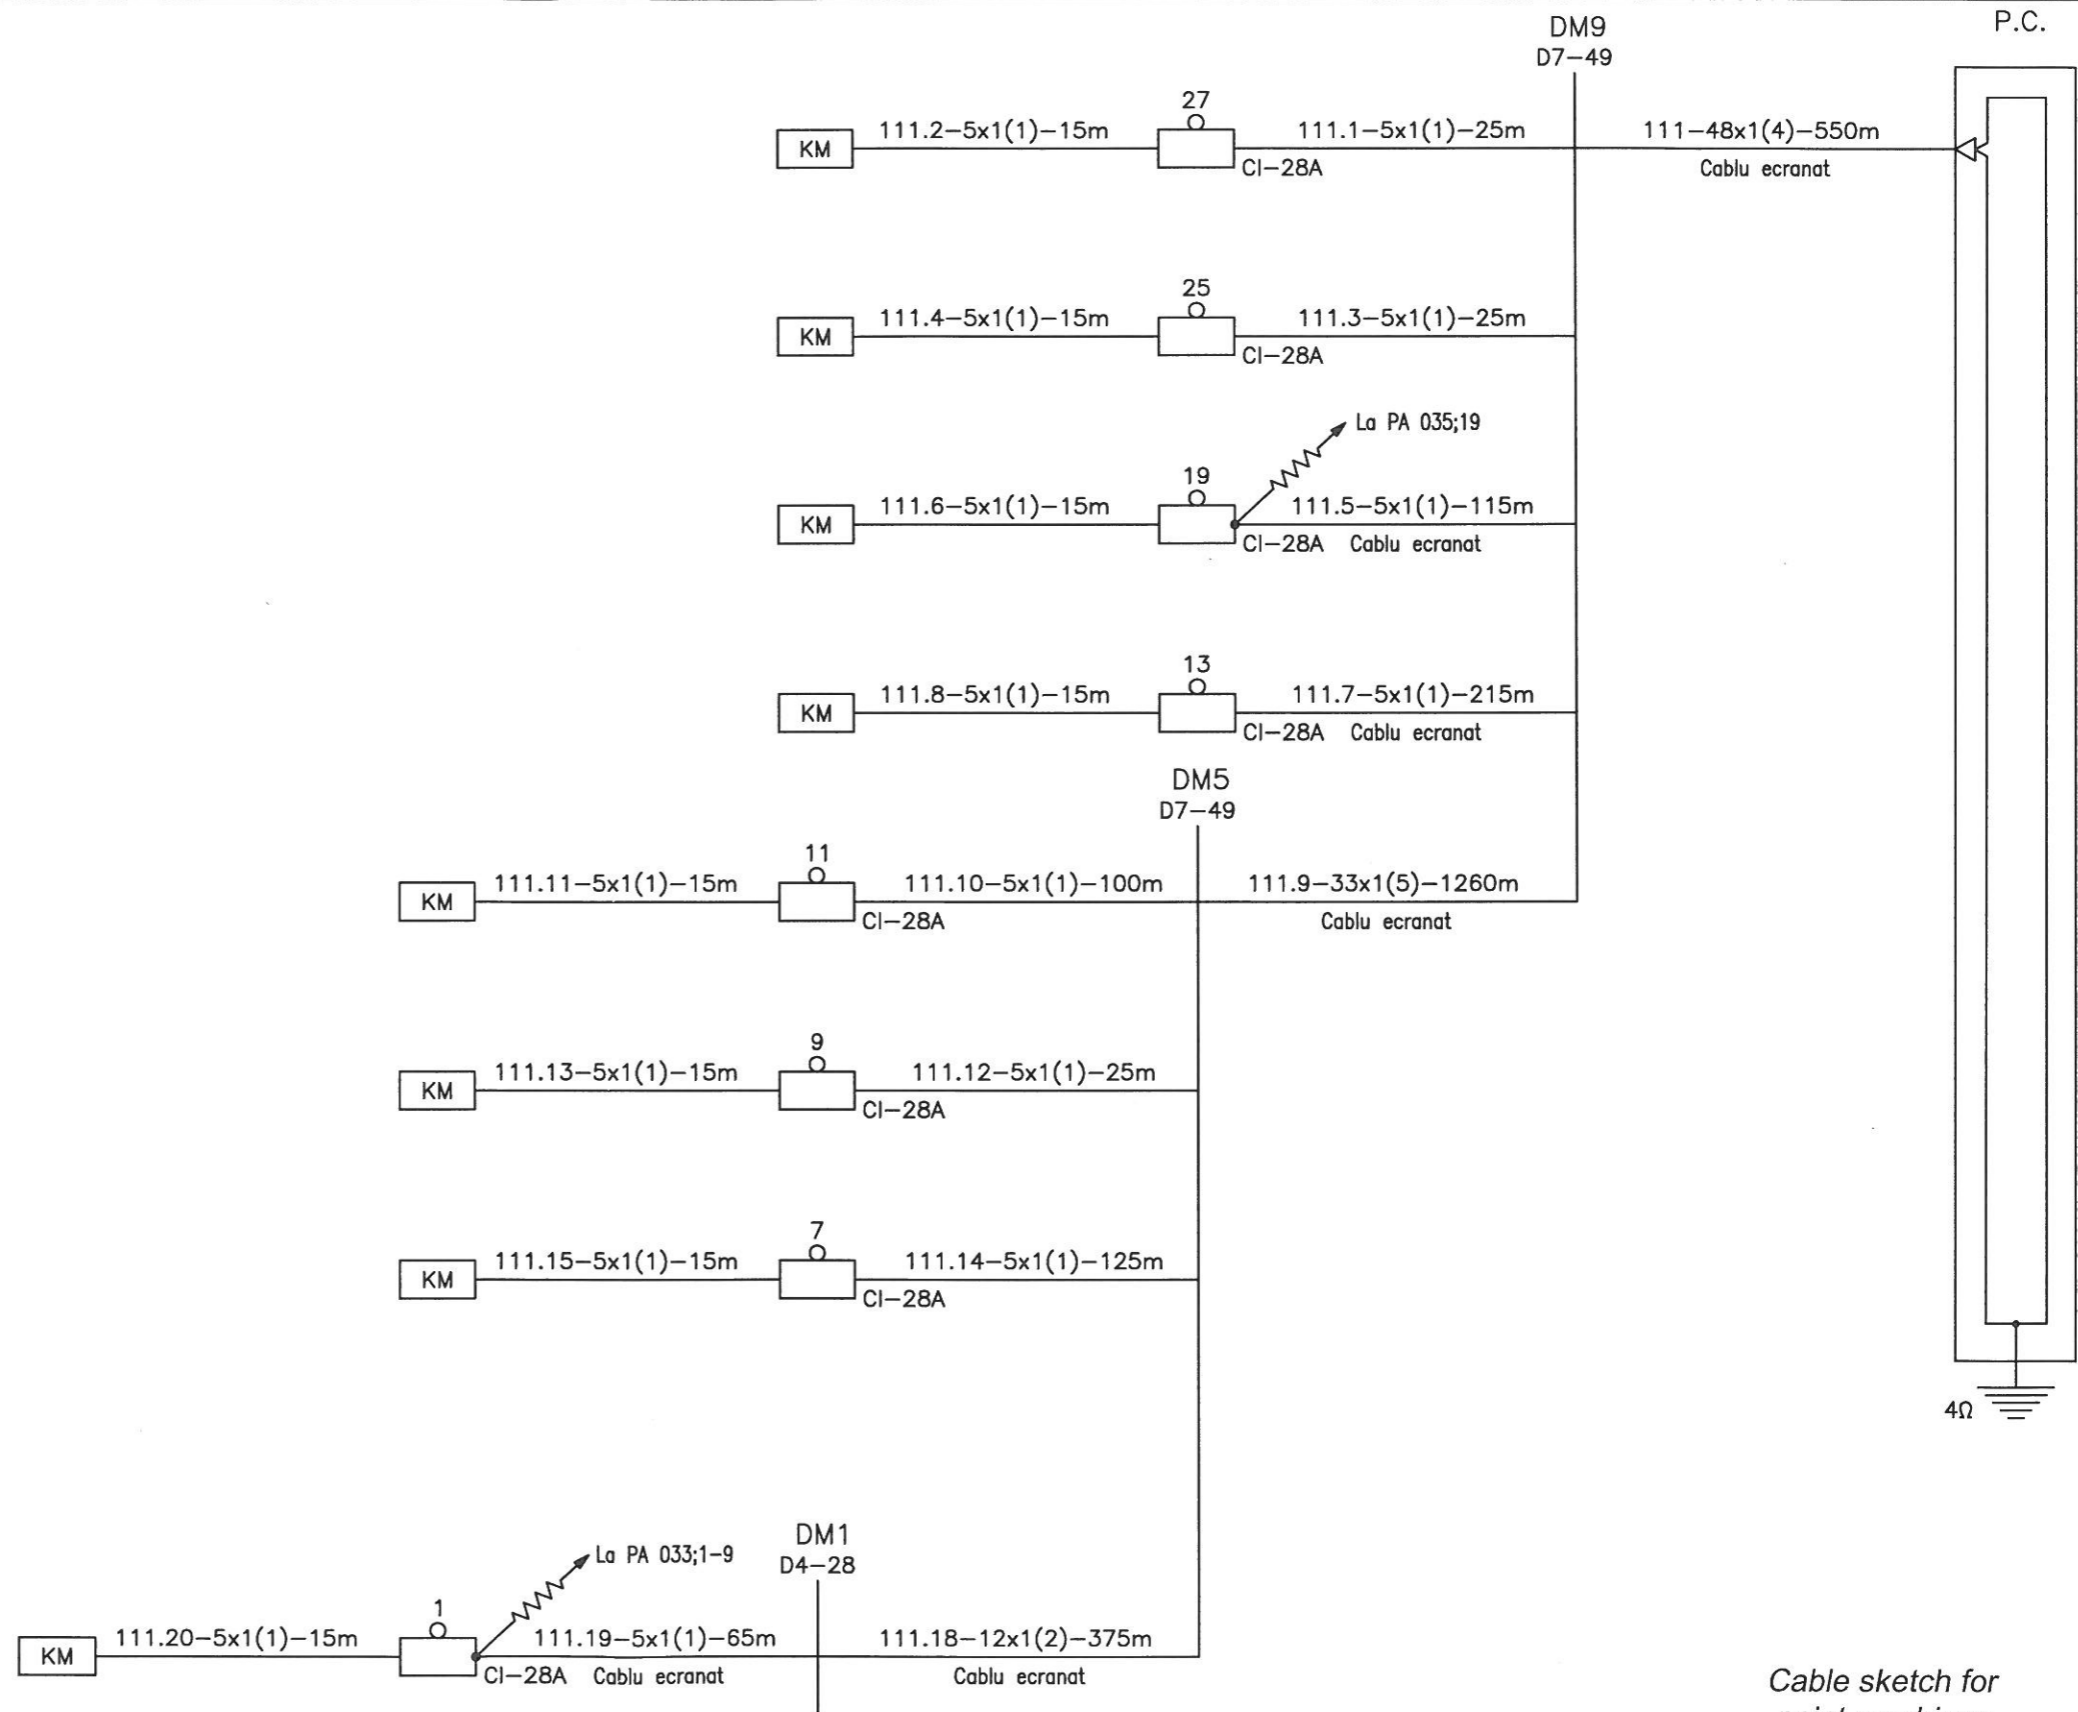 DM9
P.C.
D7-49
27
111.2-5x1(1)-15m
111.1-5x1(1)-25m
111-48x1(4)-550m
KM
CI-28A
Cablu ecranat
25
111.4-5x1(1)-15m
111.3-5x1(1)-25m
KM
CI-28A
La PA 035;19
19
111.6-5x1(1)-15m
111.5-5x1(1)-115m
KM
CI-28A Cablu ecranat
13
111.8-5x1(1)-15m
111.7-5x1(1)-215m
KM
CI-28A Cablu ecranat
DM5
D7-49
11
111.11-5x1(1)-15m
111.10-5x1(1)-100m
111.9-33x1(5)-1260m
KM
CI-28A
Cablu ecranat
9
111.13-5x1(1)-15m
111.12-5x1(1)-25m
KM
CI-28A
7
111.15-5x1(1)-15m
111.14-5x1(1)-125m
KM
CI-28A
4Ω
DM1
La PA 033;1-9
D4-28
1
111.20-5x1(1)-15m
111.19-5x1(1)-65m
111.18-12x1(2)-375m
KM
CI-28A Cablu ecranat
Cablu ecranat
Cable sketch for